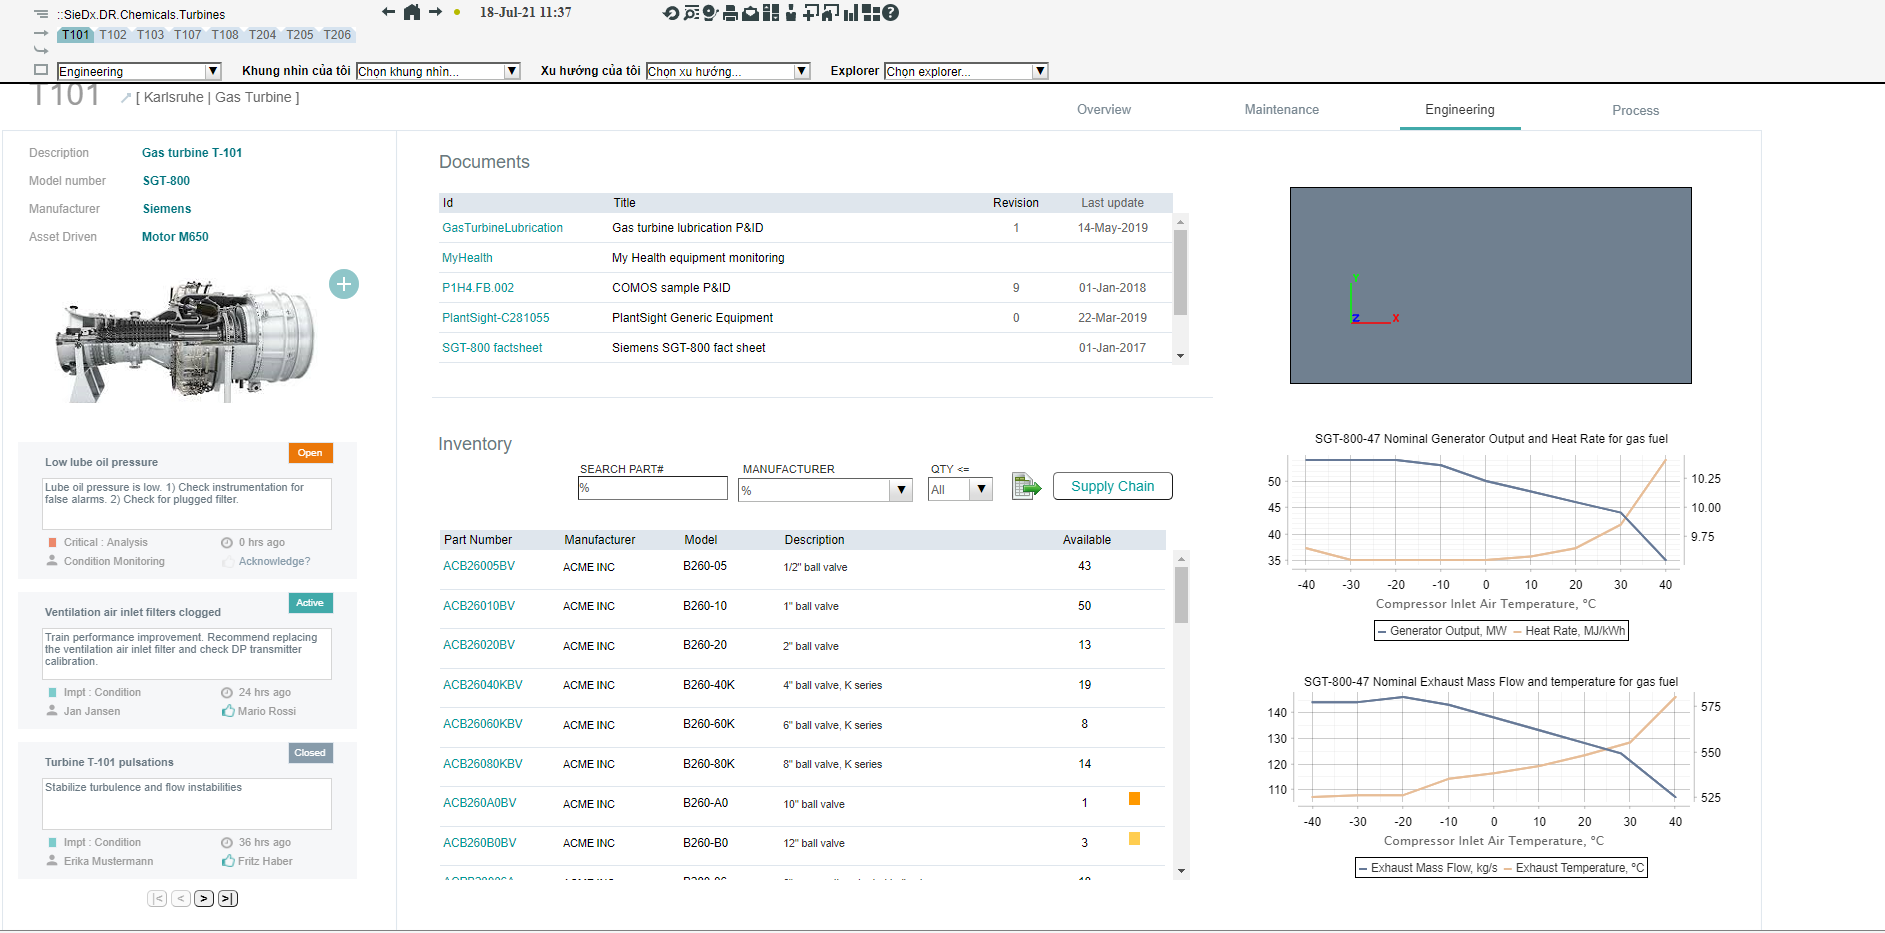 ::SieDx.DR.Chemicals.Turbines
18-Jul-21 11:37
T101 T102 T103 T107 T108 T204 T205 T206
Engineering Khung nhìn của tôi Chọn khung nhìn... Xu hướng của tôi Chọn xu hướng... Explorer Chọn explorer...
T101 [ Karlsruhe | Gas Turbine ]
Overview Maintenance Engineering Process
Description Gas turbine T-101
Model number SGT-800
Manufacturer Siemens
Asset Driven Motor M650
Low lube oil pressure Open
Lube oil pressure is low. 1) Check instrumentation for
false alarms. 2) Check for plugged filter.
Critical : Analysis 0 hrs ago
Condition Monitoring Acknowledge?
Ventilation air inlet filters clogged Active
Train performance improvement. Recommend replacing
the ventilation air inlet filter and check DP transmitter
calibration.
Impt : Condition 24 hrs ago
Jan Jansen Mario Rossi
Turbine T-101 pulsations Closed
Stabilize turbulence and flow instabilities
Impt : Condition 36 hrs ago
Erika Mustermann Fritz Haber
|< < > >|
Documents
Id Title Revision Last update
GasTurbineLubrication Gas turbine lubrication P&ID 1 14-May-2019
MyHealth My Health equipment monitoring
P1H4.FB.002 COMOS sample P&ID 9 01-Jan-2018
PlantSight-C281055 PlantSight Generic Equipment 0 22-Mar-2019
SGT-800 factsheet Siemens SGT-800 fact sheet 01-Jan-2017
Inventory
SEARCH PART# MANUFACTURER QTY <=
% % All Supply Chain
Part Number Manufacturer Model Description Available
ACB26005BV ACME INC B260-05 1/2" ball valve 43
ACB26010BV ACME INC B260-10 1" ball valve 50
ACB26020BV ACME INC B260-20 2" ball valve 13
ACB26040KBV ACME INC B260-40K 4" ball valve, K series 19
ACB26060KBV ACME INC B260-60K 6" ball valve, K series 8
ACB26080KBV ACME INC B260-80K 8" ball valve, K series 14
ACB260A0BV ACME INC B260-A0 10" ball valve 1
ACB260B0BV ACME INC B260-B0 12" ball valve 3
Y
Z X
SGT-800-47 Nominal Generator Output and Heat Rate for gas fuel
50 10.25
45 10.00
40 9.75
35
-40 -30 -20 -10 0 10 20 30 40
Compressor Inlet Air Temperature, °C
Generator Output, MW Heat Rate, MJ/kWh
SGT-800-47 Nominal Exhaust Mass Flow and temperature for gas fuel
140 575
130 550
120
110 525
-40 -30 -20 -10 0 10 20 30 40
Compressor Inlet Air Temperature, °C
Exhaust Mass Flow, kg/s Exhaust Temperature, °C